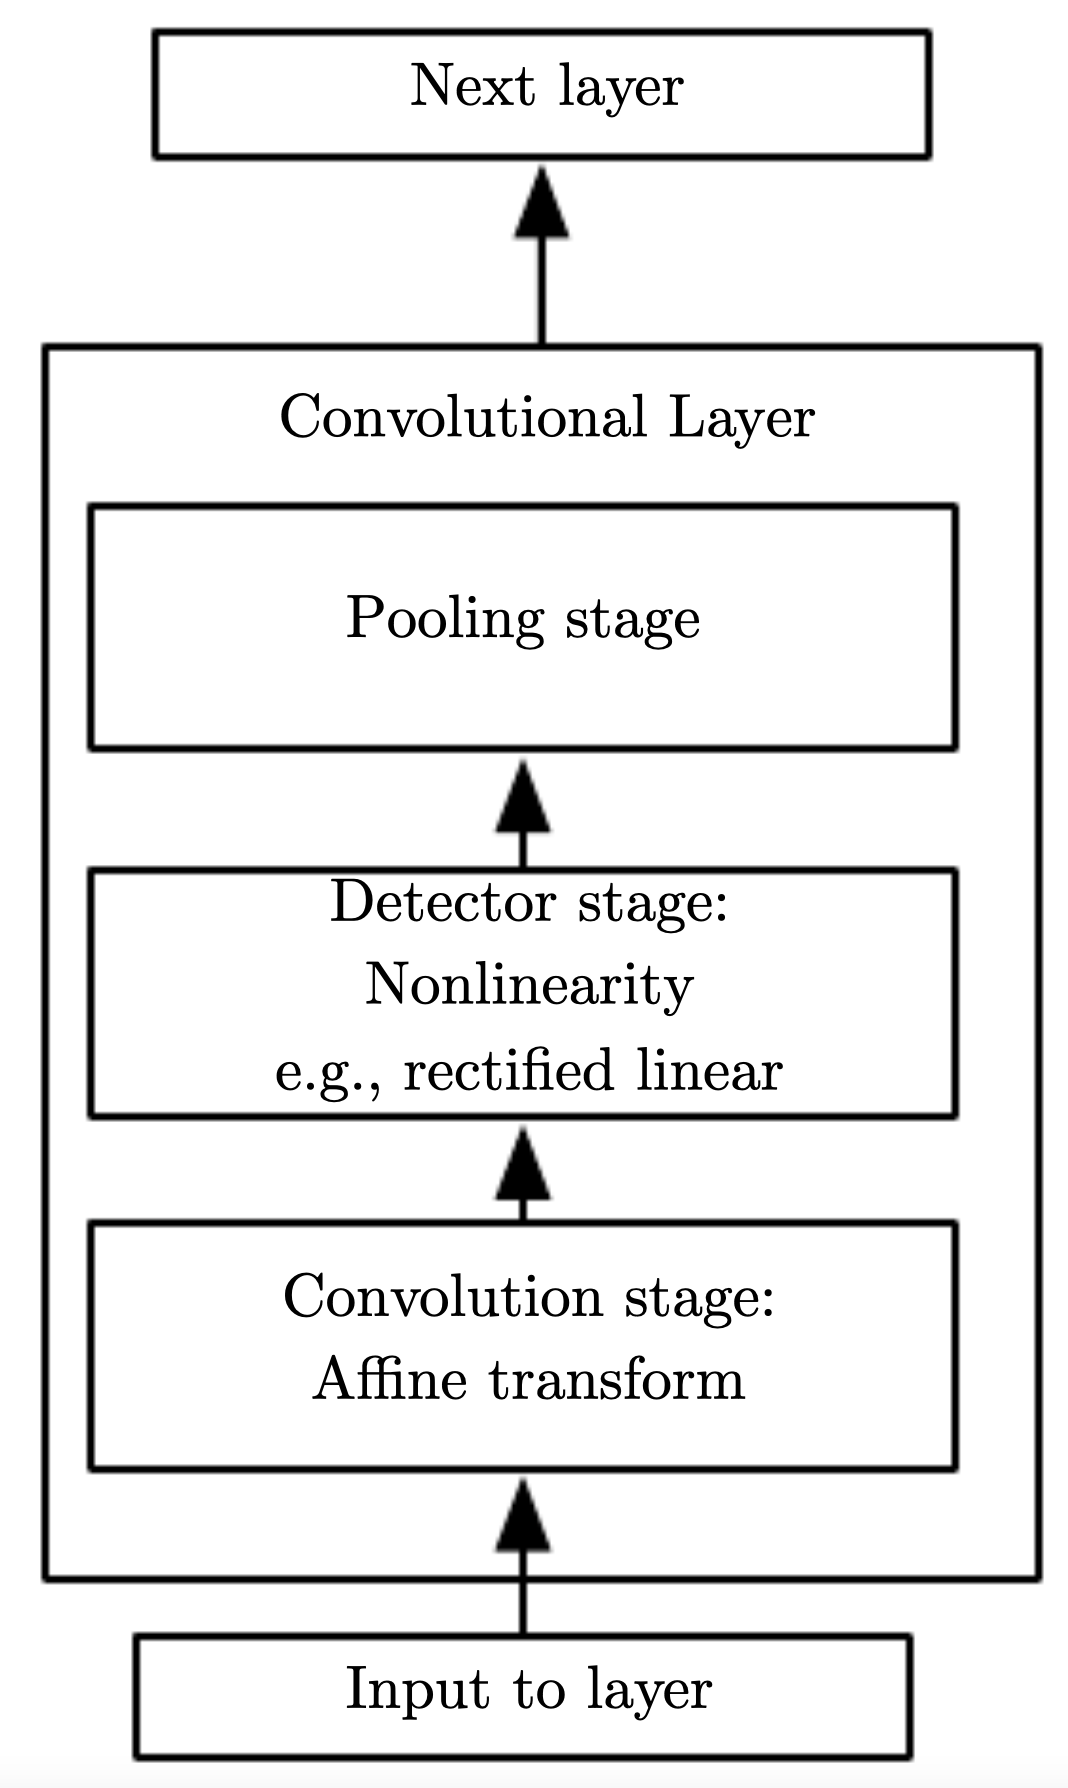 Next layer
Convolutional Layer
Pooling stage
Detector stage:
Nonlinearity
e.g., rectified linear
Convolution stage:
Affine transform
Input to layer